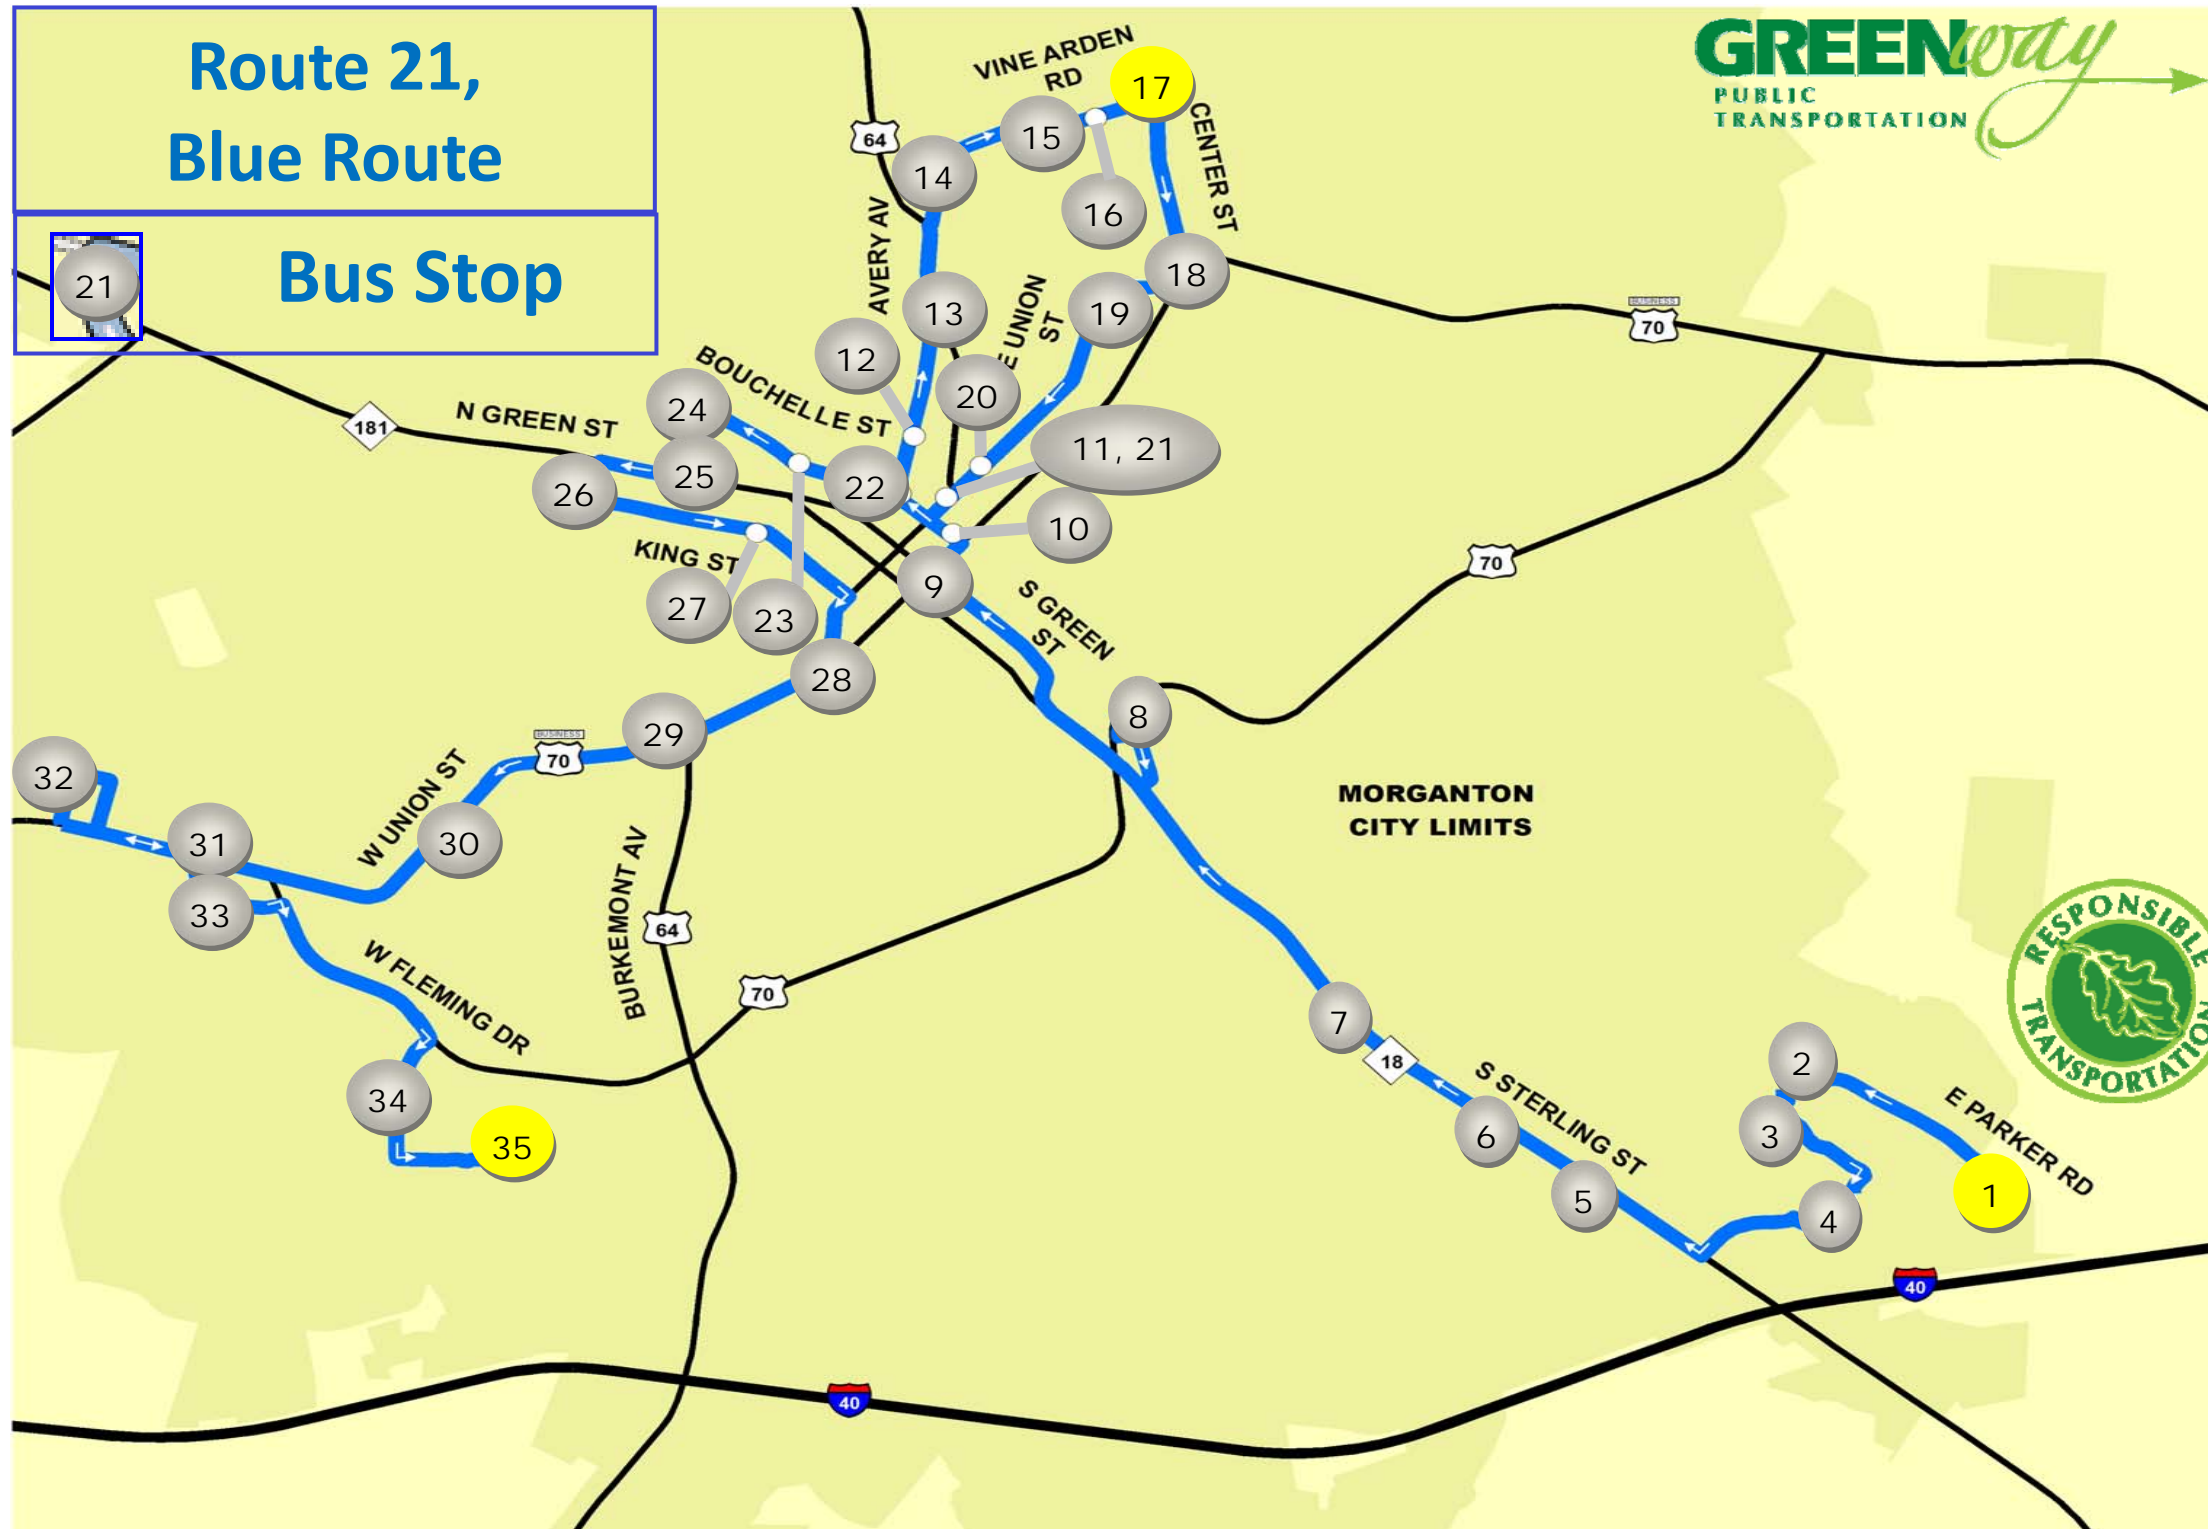 Route 21,
Blue Route
21
Bus Stop
GREENway
PUBLIC
TRANSPORTATION
VINE ARDEN
RD
17
CENTER ST
64
15
14
16
AVERY AV
18
13
19
E UNION
ST
BUSINESS
70
12
20
BOUCHELLE ST
24
N GREEN ST
181
11, 21
25
22
26
10
KING ST
9
27
23
S GREEN
ST
70
28
8
29
BUSINESS
70
32
W UNION ST
30
31
33
MORGANTON
CITY LIMITS
BURKEMONT AV
64
W FLEMING DR
70
7
18
S STERLING ST
6
5
2
3
4
E PARKER RD
1
RESPONSIBLE
TRANSPORTATION
34
35
40
40